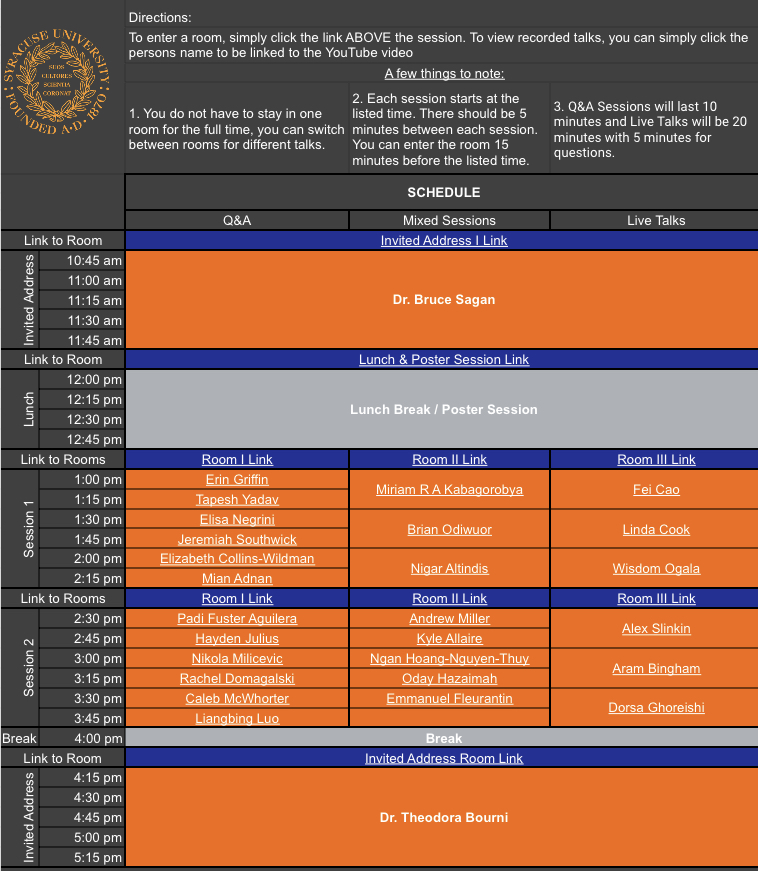 Directions:
To enter a room, simply click the link ABOVE the session. To view recorded talks, you can simply click the
persons name to be linked to the YouTube video
SYRACUSE UNIVERSITY
FOUNDED A·D·1870
SUOS
CULTORES
SCIENTIA
CORONAT
A few things to note:
1. You do not have to stay in one
room for the full time, you can switch
between rooms for different talks.
2. Each session starts at the
listed time. There should be 5
minutes between each session.
You can enter the room 15
minutes before the listed time.
3. Q&A Sessions will last 10
minutes and Live Talks will be 20
minutes with 5 minutes for
questions.
SCHEDULE
Q&A Mixed Sessions Live Talks
Link to Room Invited Address I Link
Invited Address
10:45 am
11:00 am
11:15 am Dr. Bruce Sagan
11:30 am
11:45 am
Link to Room Lunch & Poster Session Link
Lunch
12:00 pm
12:15 pm
Lunch Break / Poster Session
12:30 pm
12:45 pm
Link to Rooms Room I Link Room II Link Room III Link
Session 1
1:00 pm Erin Griffin
Miriam R A Kabagorobya Fei Cao
1:15 pm Tapesh Yadav
1:30 pm Elisa Negrini
Brian Odiwuor Linda Cook
1:45 pm Jeremiah Southwick
2:00 pm Elizabeth Collins-Wildman
Nigar Altindis Wisdom Ogala
2:15 pm Mian Adnan
Link to Rooms Room I Link Room II Link Room III Link
Session 2
2:30 pm Padi Fuster Aguilera Andrew Miller
Alex Slinkin
2:45 pm Hayden Julius Kyle Allaire
3:00 pm Nikola Milicevic Ngan Hoang-Nguyen-Thuy
Aram Bingham
3:15 pm Rachel Domagalski Oday Hazaimah
3:30 pm Caleb McWhorter Emmanuel Fleurantin
Dorsa Ghoreishi
3:45 pm Liangbing Luo
Break 4:00 pm Break
Link to Room Invited Address Room Link
Invited Address
4:15 pm
4:30 pm
4:45 pm Dr. Theodora Bourni
5:00 pm
5:15 pm